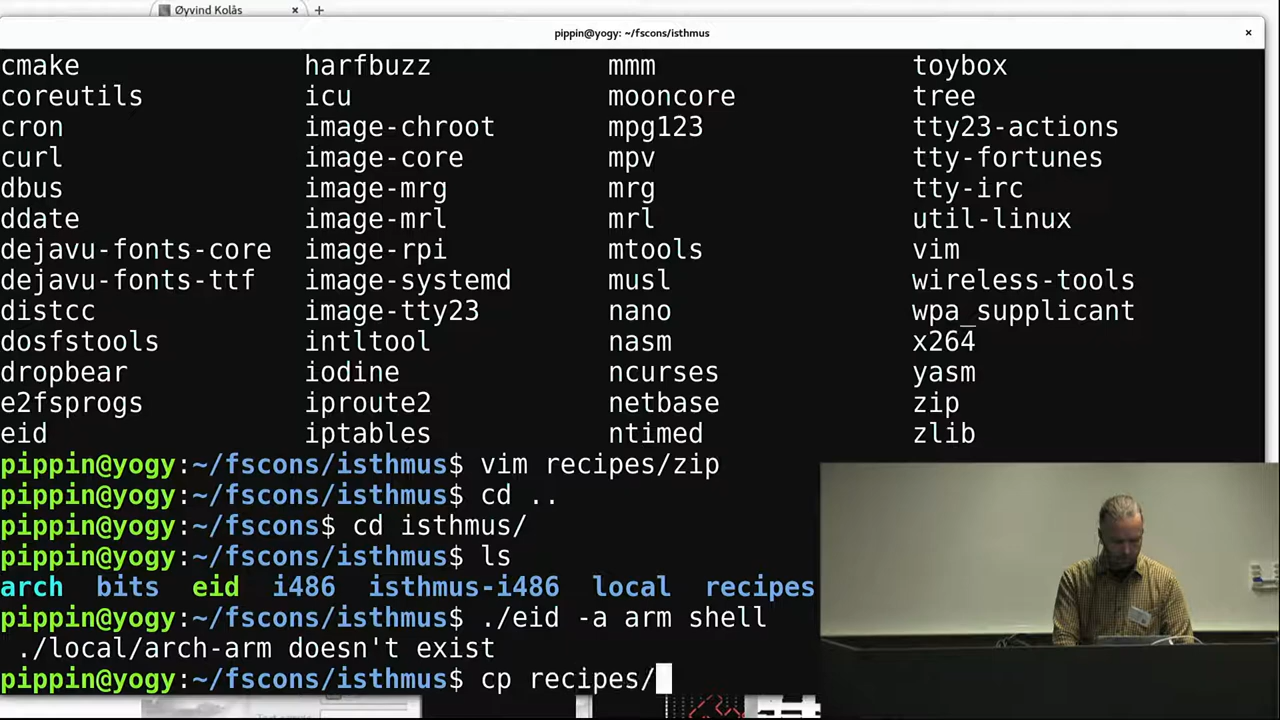 Øyvind Kolås × +
pippin@yogy: ~/fscons/isthmus ×
cmake harfbuzz mmm toybox
coreutils icu mooncore tree
cron image-chroot mpg123 tty23-actions
curl image-core mpv tty-fortunes
dbus image-mrg mrg tty-irc
ddate image-mrl mrl util-linux
dejavu-fonts-core image-rpi mtools vim
dejavu-fonts-ttf image-systemd musl wireless-tools
distcc image-tty23 nano wpa_supplicant
dosfstools intltool nasm x264
dropbear iodine ncurses yasm
e2fsprogs iproute2 netbase zip
eid iptables ntimed zlib
pippin@yogy:~/fscons/isthmus$ vim recipes/zip
pippin@yogy:~/fscons/isthmus$ cd ..
pippin@yogy:~/fscons$ cd isthmus/
pippin@yogy:~/fscons/isthmus$ ls
arch bits eid i486 isthmus-i486 local recipes
pippin@yogy:~/fscons/isthmus$ ./eid -a arm shell
./local/arch-arm doesn't exist
pippin@yogy:~/fscons/isthmus$ cp recipes/